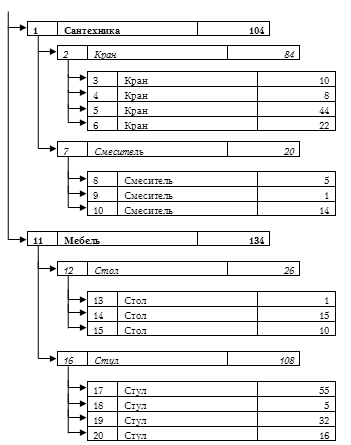 1 Сантехника 104
2 Кран 84
3 Кран 10
4 Кран 8
5 Кран 44
6 Кран 22
7 Смеситель 20
8 Смеситель 5
9 Смеситель 1
10 Смеситель 14
11 Мебель 134
12 Стол 26
13 Стол 1
14 Стол 15
15 Стол 10
16 Стул 108
17 Стул 55
18 Стул 5
19 Стул 32
20 Стул 16